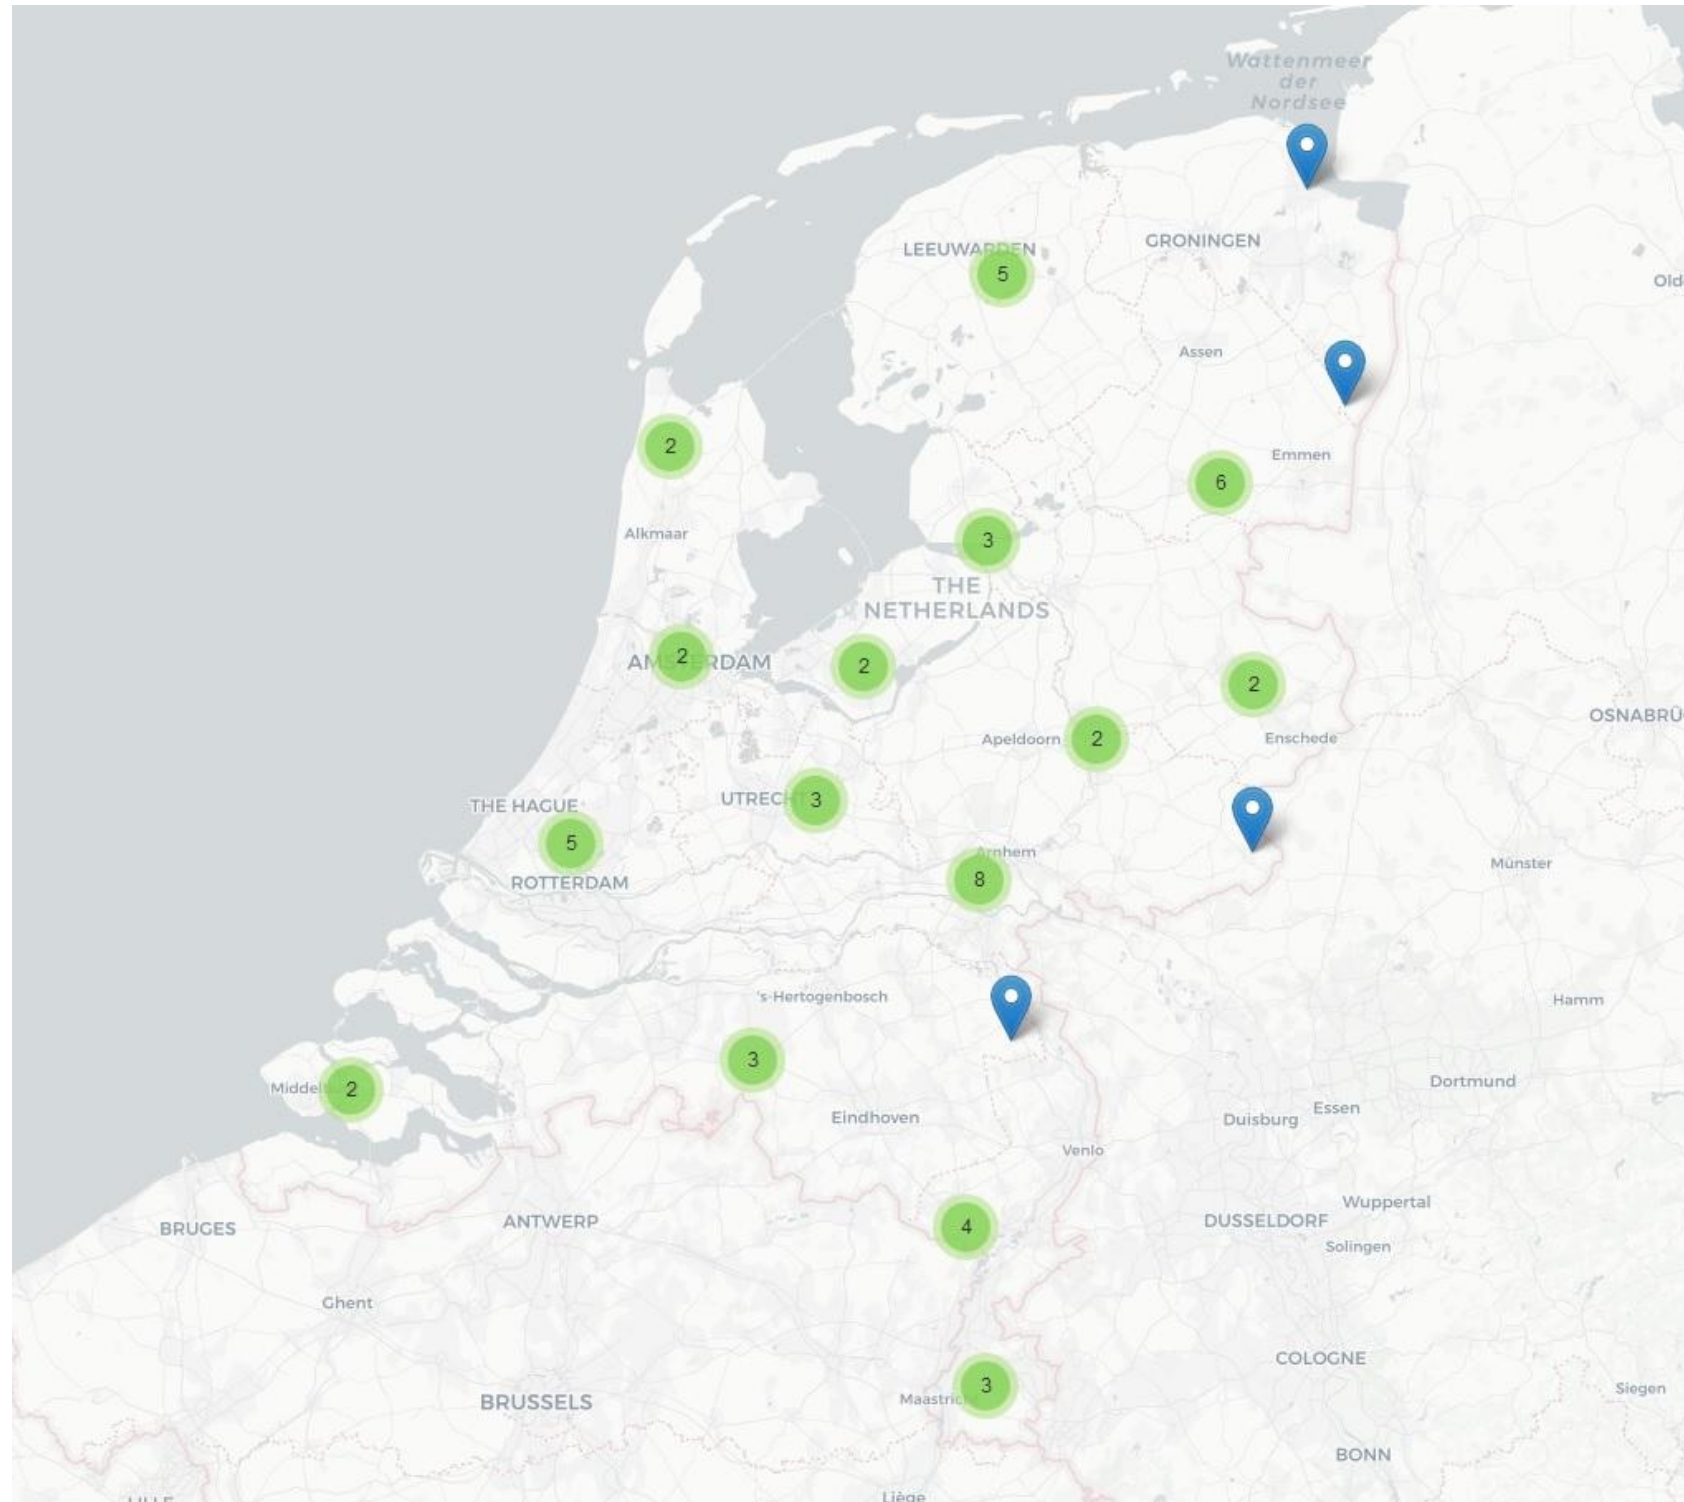 Wattenmeer
der
Nordsee
LEEUWARDEN
GRONINGEN
5
Assen
2
Emmen
6
Alkmaar
3
THE
NETHERLANDS
AMSTERDAM
2
2
2
OSNABRÜ
Apeldoorn
2
Enschede
THE HAGUE
UTRECHT
3
5
ROTTERDAM
Arnhem
8
Münster
's-Hertogenbosch
Hamm
3
Middel
2
Dortmund
Eindhoven
Duisburg
Essen
Venlo
Wuppertal
BRUGES
ANTWERP
4
DUSSELDORF
Solingen
Ghent
COLOGNE
BRUSSELS
Maastric
3
Siegen
BONN
Liège